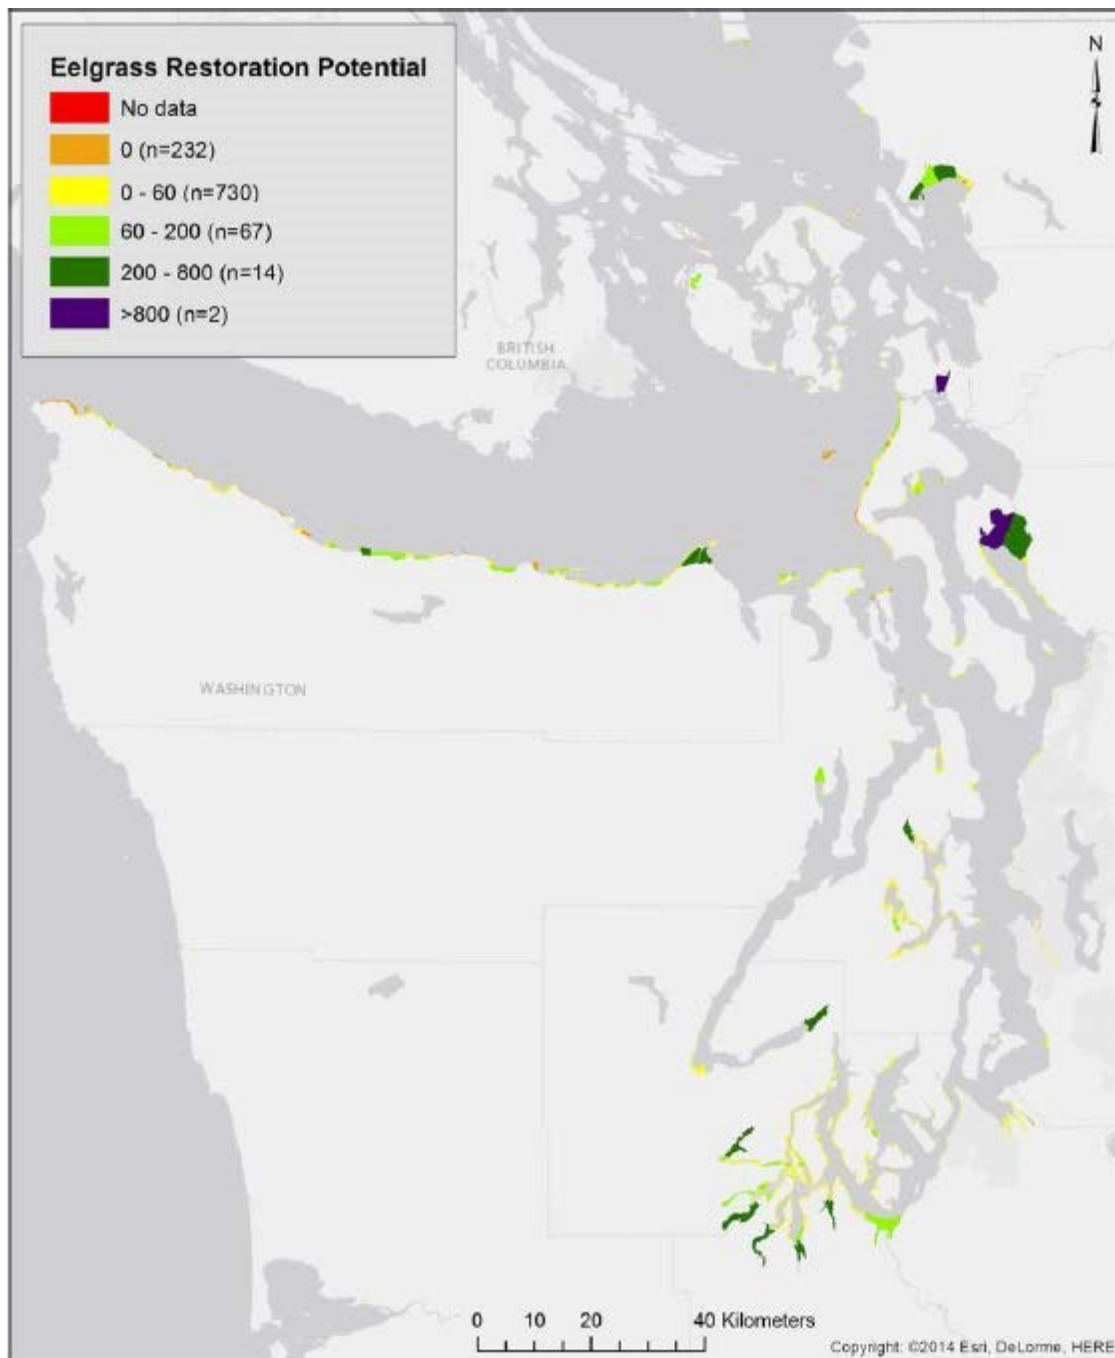 N
Eelgrass Restoration Potential
No data
0 (n=232)
0 - 60 (n=730)
60 - 200 (n=67)
200 - 800 (n=14)
>800 (n=2)
BRITISH
COLUMBIA
WASHINGTON
0 10 20 40 Kilometers
Copyright: ©2014 Esri, DeLorme, HERE